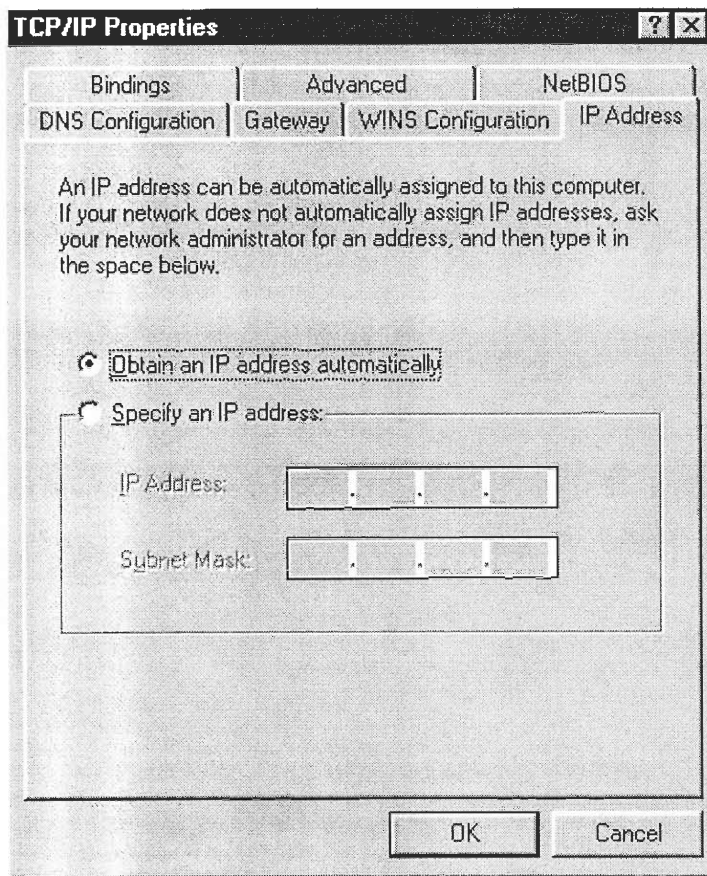 TCP/IP Properties ? X
Bindings Advanced NetBIOS
DNS Configuration Gateway WINS Configuration IP Address
An IP address can be automatically assigned to this computer.
If your network does not automatically assign IP addresses, ask
your network administrator for an address, and then type it in
the space below.
Obtain an IP address automatically
Specify an IP address:
IP Address: . . .
Subnet Mask: . . .
OK Cancel